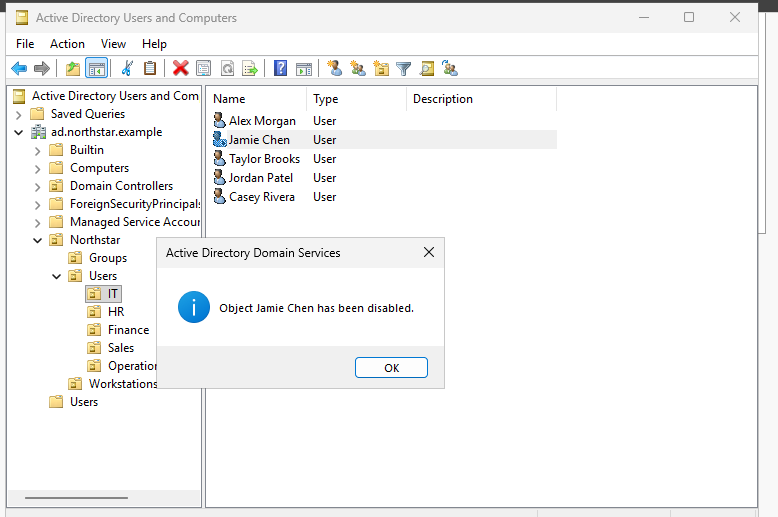 Active Directory Users and Computers
File Action View Help
Active Directory Users and Com
Saved Queries
ad.northstar.example
Builtin
Computers
Domain Controllers
ForeignSecurityPrincipals
Managed Service Accour
Northstar
Groups
Users
IT
HR
Finance
Sales
Operation
Workstations
Users
Name Type Description
Alex Morgan User
Jamie Chen User
Taylor Brooks User
Jordan Patel User
Casey Rivera User
Active Directory Domain Services
Object Jamie Chen has been disabled.
OK